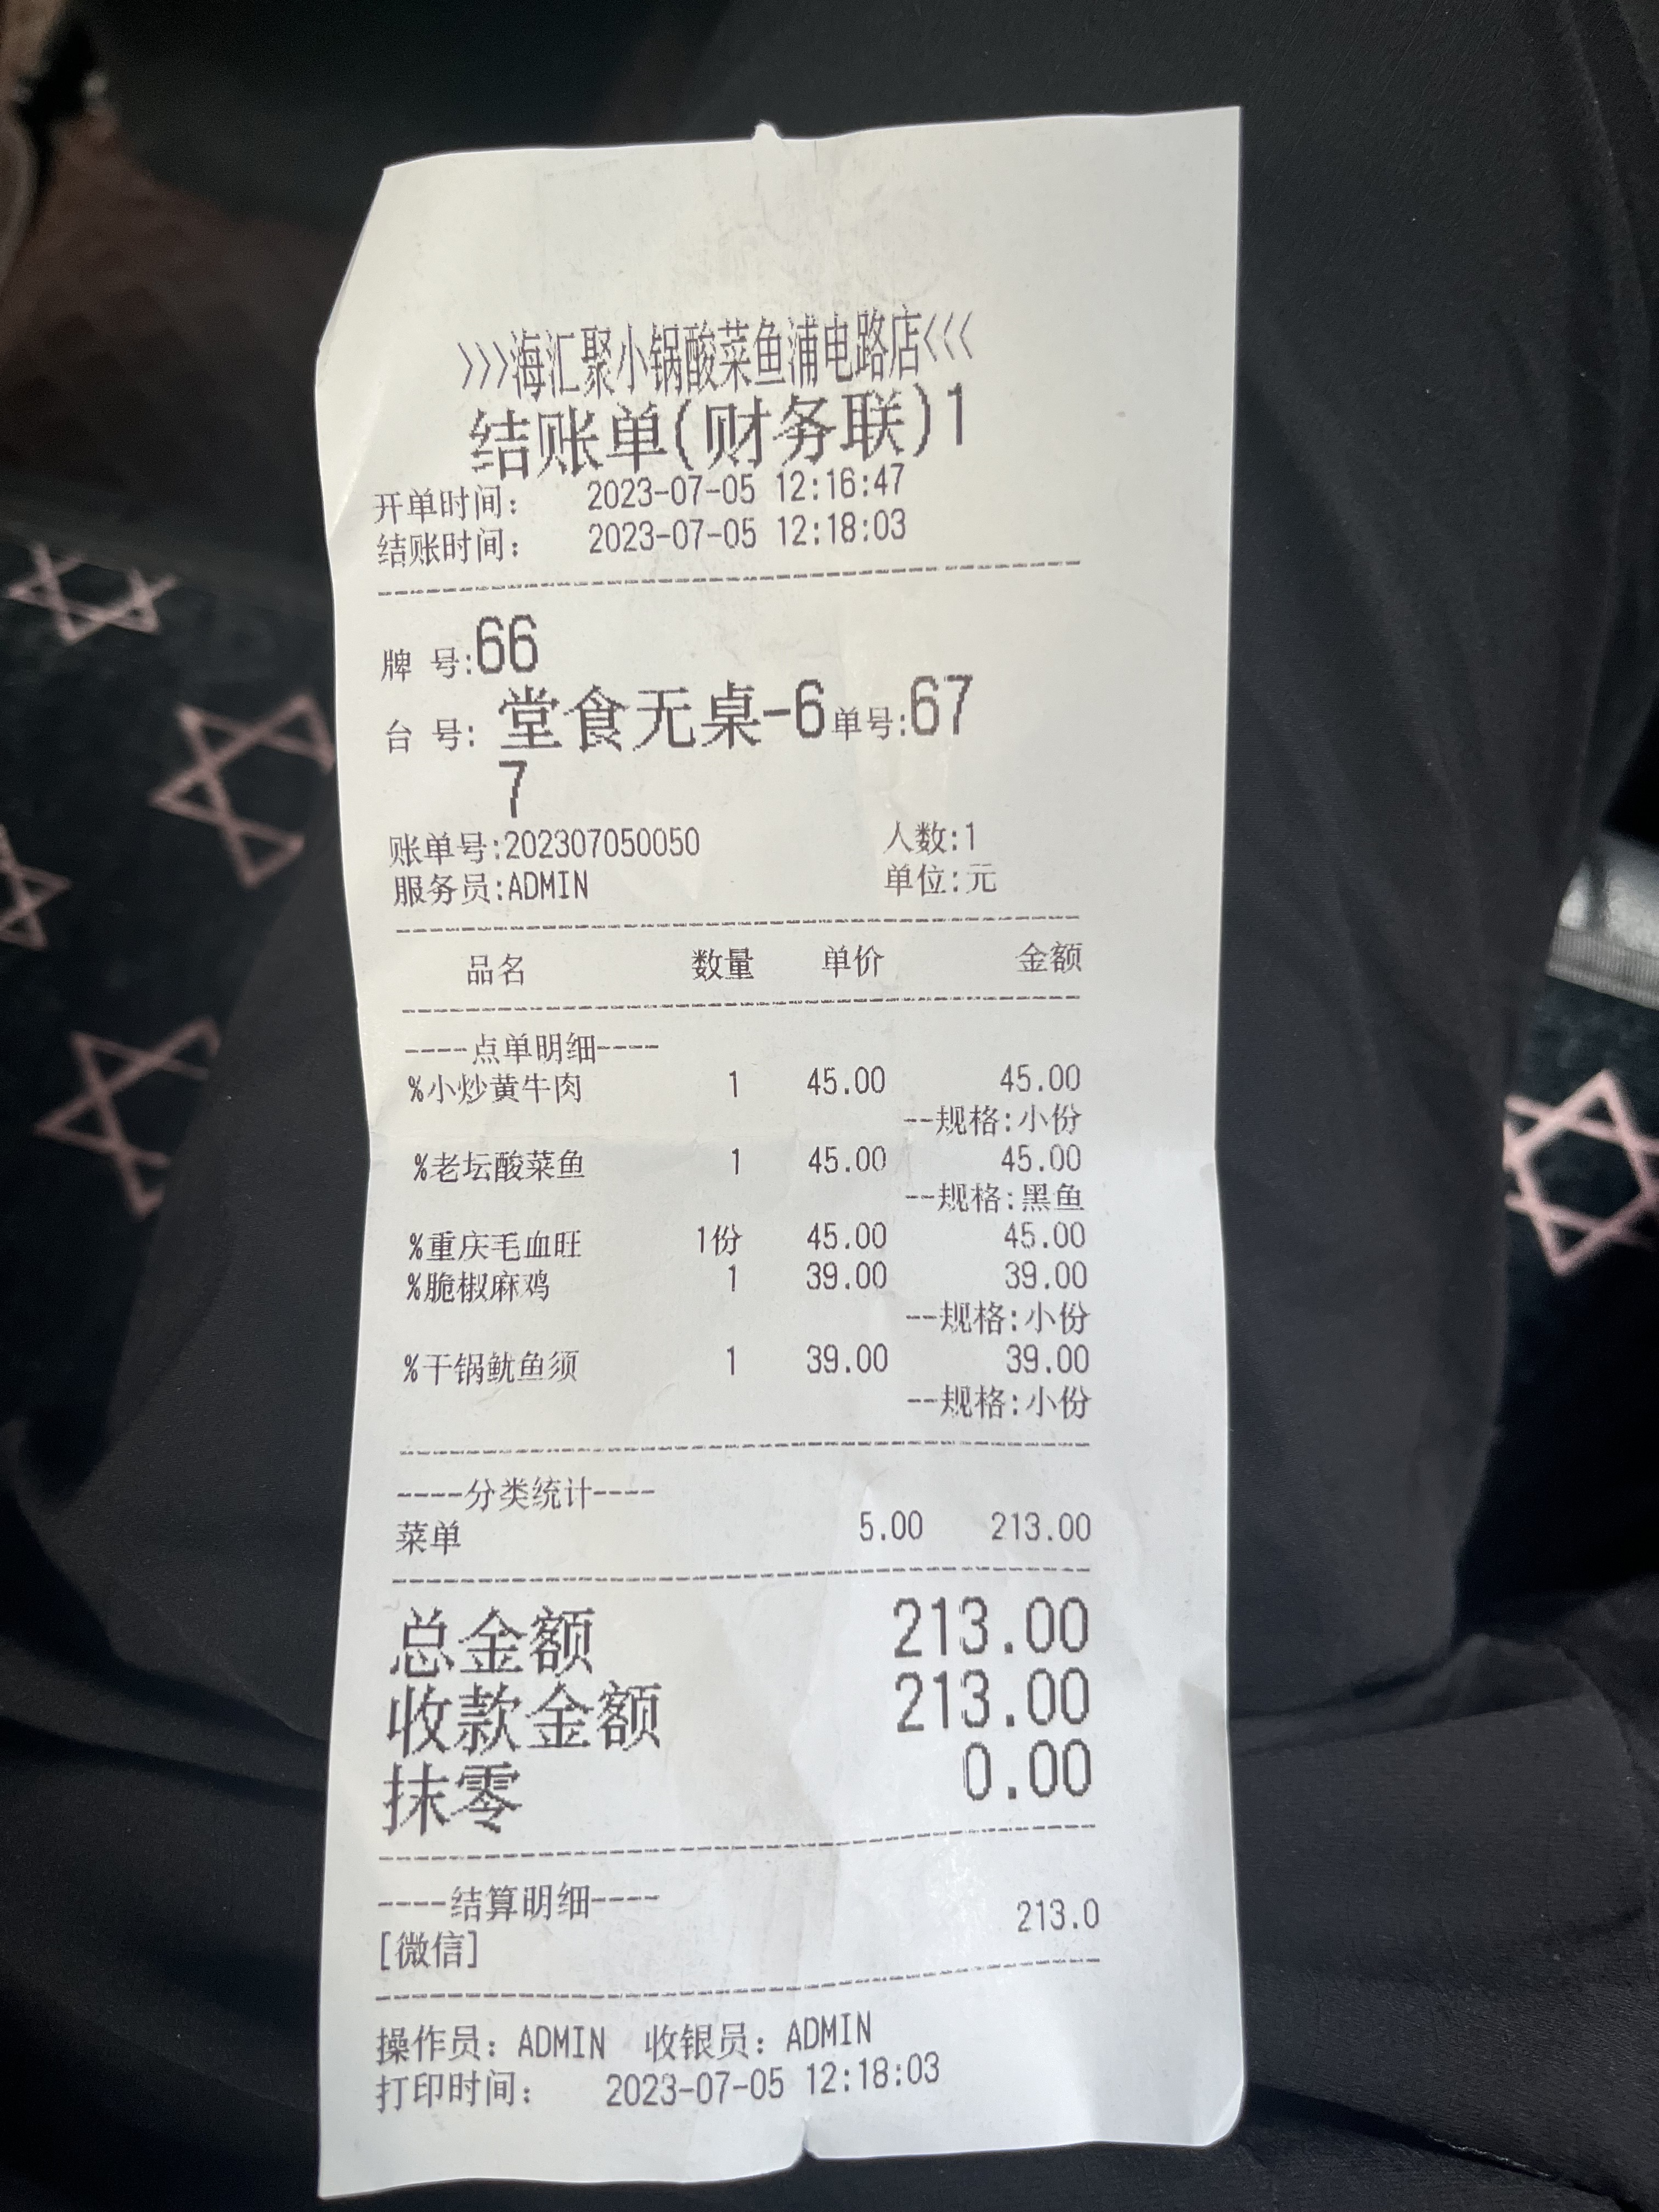 >>>海汇聚小锅酸菜鱼浦电路店<<<
结账单(财务联)1
开单时间: 2023-07-05 12:16:47
结账时间: 2023-07-05 12:18:03
牌 号:66
台 号: 堂食无桌-6 单号:67
7
账单号:202307050050 人数:1
服务员:ADMIN 单位:元
品名 数量 单价 金额
----点单明细----
%小炒黄牛肉 1 45.00 45.00
--规格:小份
%老坛酸菜鱼 1 45.00 45.00
--规格:黑鱼
%重庆毛血旺 1份 45.00 45.00
%脆椒麻鸡 1 39.00 39.00
--规格:小份
%干锅鱿鱼须 1 39.00 39.00
--规格:小份
----分类统计----
菜单 5.00 213.00
总金额 213.00
收款金额 213.00
抹零 0.00
----结算明细----
[微信] 213.0
操作员: ADMIN 收银员: ADMIN
打印时间: 2023-07-05 12:18:03